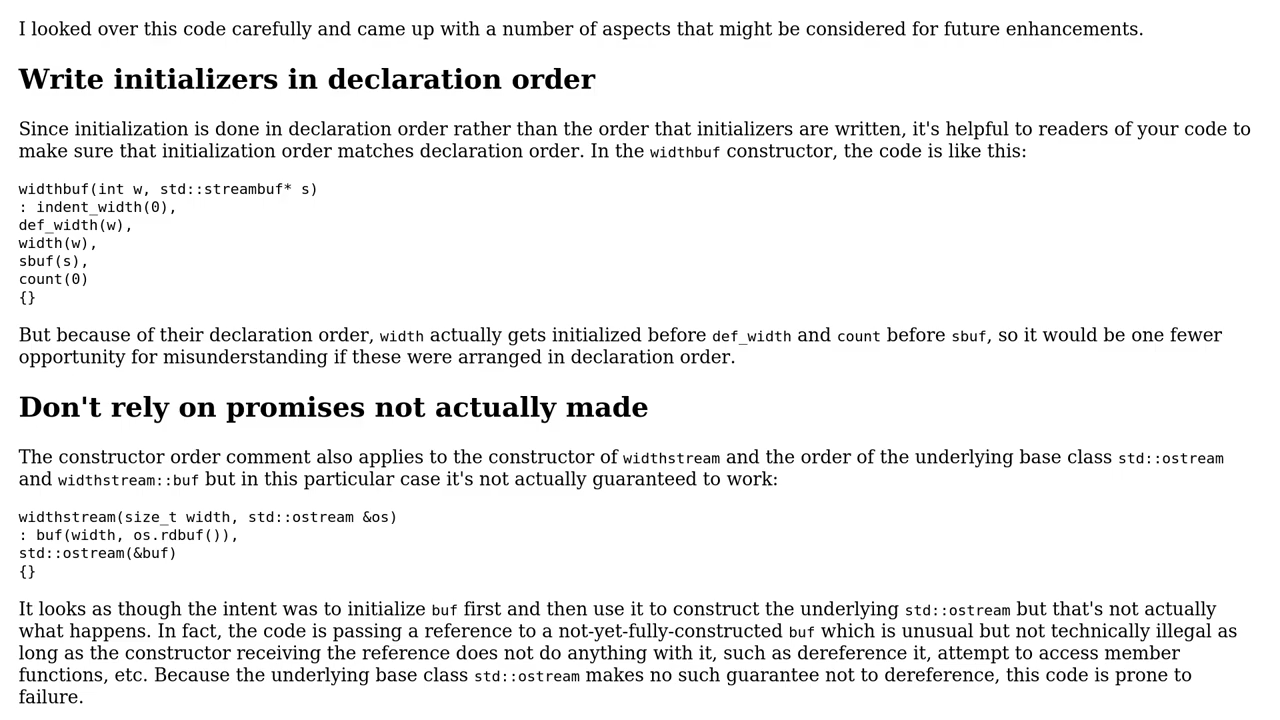 I looked over this code carefully and came up with a number of aspects that might be considered for future enhancements.
Write initializers in declaration order
Since initialization is done in declaration order rather than the order that initializers are written, it's helpful to readers of your code to
make sure that initialization order matches declaration order. In the widthbuf constructor, the code is like this:
widthbuf(int w, std::streambuf* s)
: indent_width(0),
def_width(w),
width(w),
sbuf(s),
count(0)
{}
But because of their declaration order, width actually gets initialized before def_width and count before sbuf, so it would be one fewer
opportunity for misunderstanding if these were arranged in declaration order.
Don't rely on promises not actually made
The constructor order comment also applies to the constructor of widthstream and the order of the underlying base class std::ostream
and widthstream::buf but in this particular case it's not actually guaranteed to work:
widthstream(size_t width, std::ostream &os)
: buf(width, os.rdbuf()),
std::ostream(&buf)
{}
It looks as though the intent was to initialize buf first and then use it to construct the underlying std::ostream but that's not actually
what happens. In fact, the code is passing a reference to a not-yet-fully-constructed buf which is unusual but not technically illegal as
long as the constructor receiving the reference does not do anything with it, such as dereference it, attempt to access member
functions, etc. Because the underlying base class std::ostream makes no such guarantee not to dereference, this code is prone to
failure.